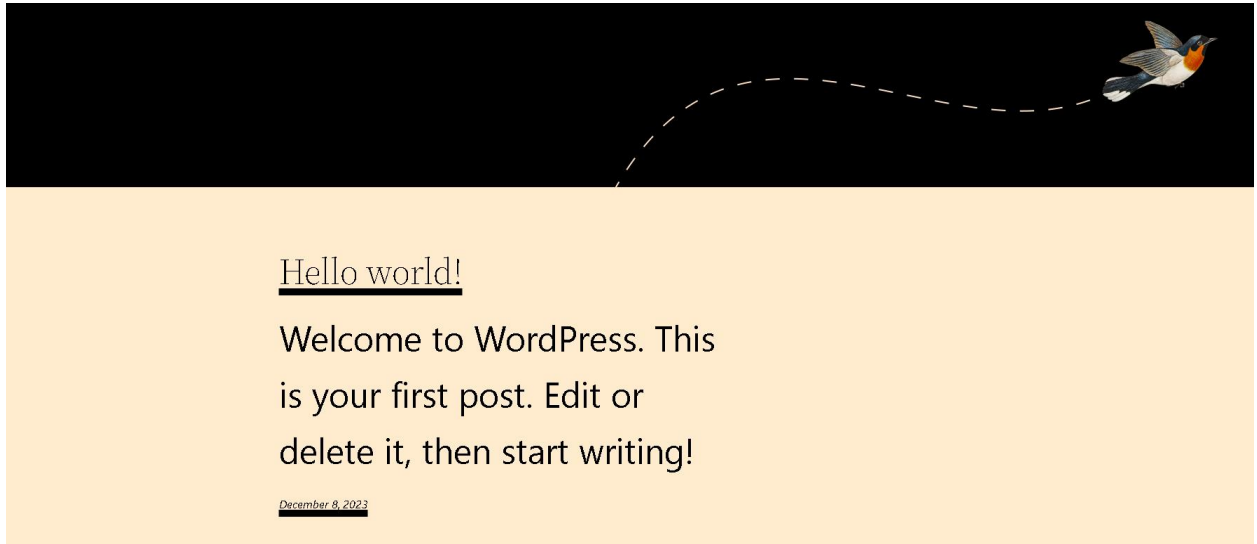 Hello world!
Welcome to WordPress. This
is your first post. Edit or
delete it, then start writing!
December 8, 2023